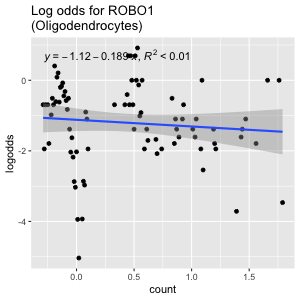 Log odds for ROBO1
(Oligodendrocytes)
y = −1.12 − 0.189 x, R² < 0.01
0
-2
-4
logodds
0.0
0.5
1.0
1.5
count